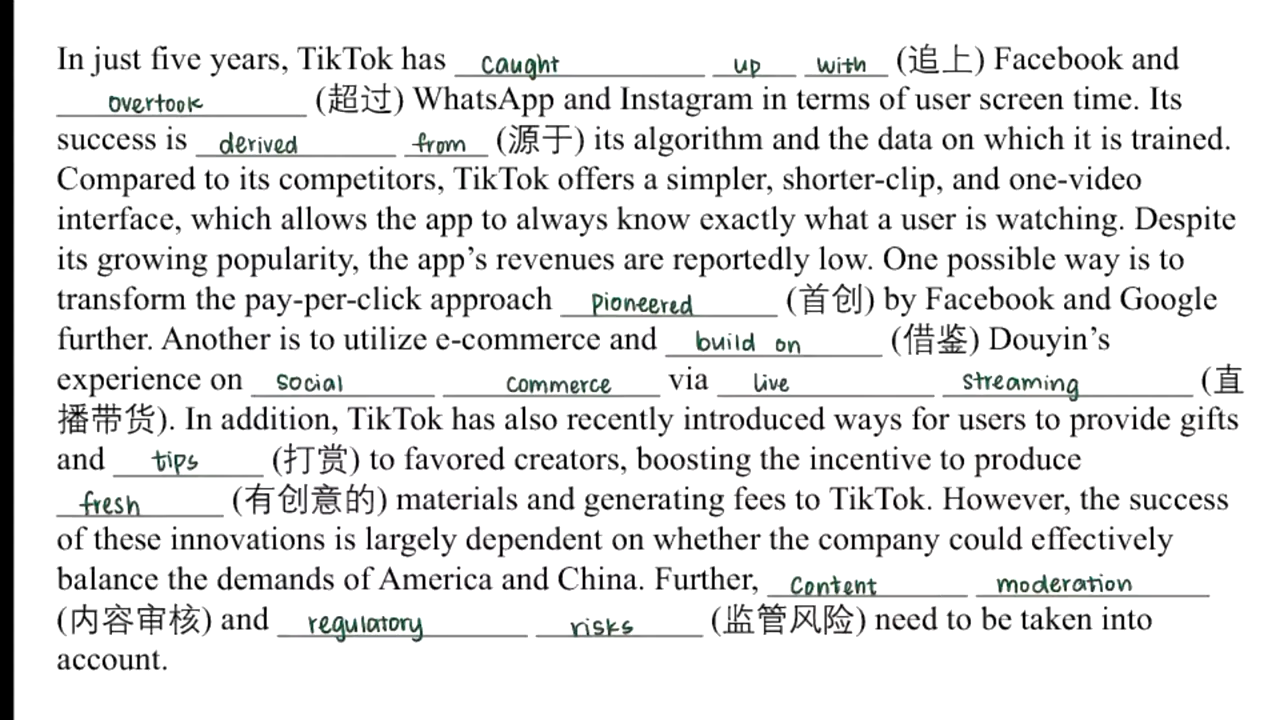 In just five years, TikTok has caught up with (追上) Facebook and
overtook (超过) WhatsApp and Instagram in terms of user screen time. Its
success is derived from (源于) its algorithm and the data on which it is trained.
Compared to its competitors, TikTok offers a simpler, shorter-clip, and one-video
interface, which allows the app to always know exactly what a user is watching. Despite
its growing popularity, the app’s revenues are reportedly low. One possible way is to
transform the pay-per-click approach pioneered (首创) by Facebook and Google
further. Another is to utilize e-commerce and build on (借鉴) Douyin’s
experience on social commerce via live streaming (直
播带货). In addition, TikTok has also recently introduced ways for users to provide gifts
and tips (打赏) to favored creators, boosting the incentive to produce
fresh (有创意的) materials and generating fees to TikTok. However, the success
of these innovations is largely dependent on whether the company could effectively
balance the demands of America and China. Further, Content moderation
(内容审核) and regulatory risks (监管风险) need to be taken into
account.